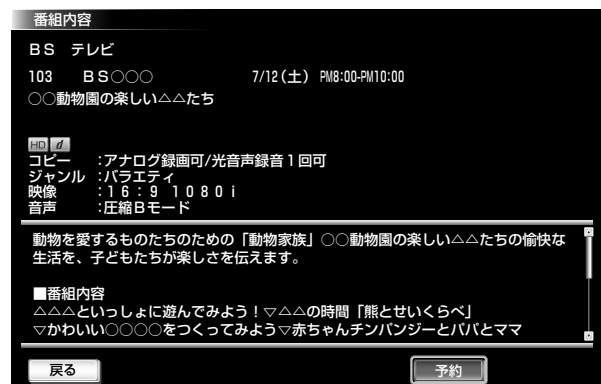 番組内容
BS テレビ
103 BS○○○ 7/12(土) PM8:00-PM10:00
○○動物園の楽しい△△たち
HD d
コピー :アナログ録画可/光音声録音1回可
ジャンル :バラエティ
映像 :16:9 1080i
音声 :圧縮Bモード
動物を愛するものたちのための「動物家族」○○動物園の楽しい△△たちの愉快な
生活を、子どもたちが楽しさを伝えます。
■番組内容
△△△といっしょに遊んでみよう!▽△△の時間「熊とせいくらべ」
▽かわいい○○○○をつくってみよう▽赤ちゃんチンパンジーとパパとママ
戻る 予約